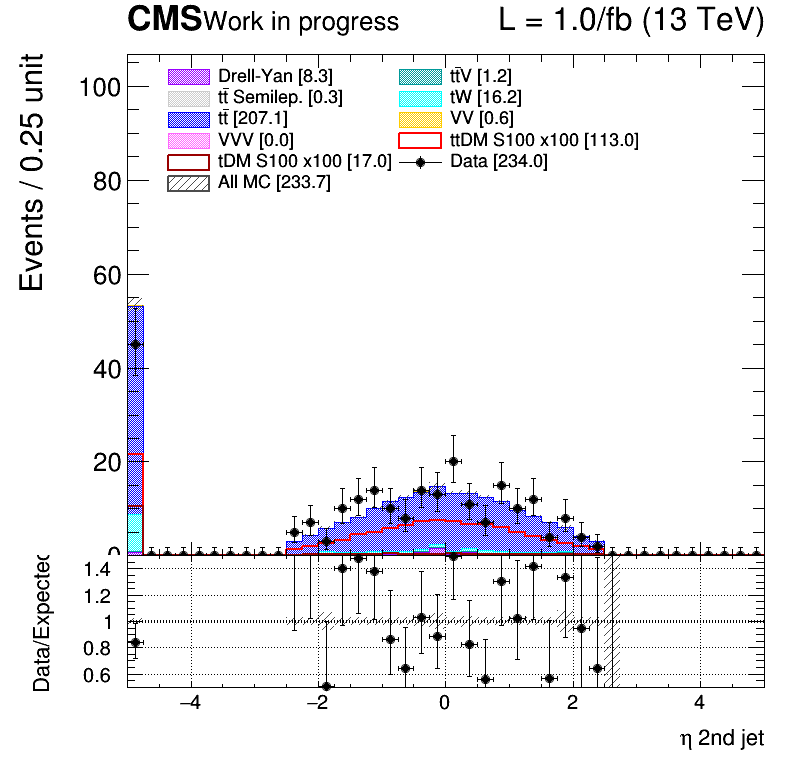 CMS Work in progress L = 1.0/fb (13 TeV)
Events / 0.25 unit
100
80
60
40
20
0
Drell-Yan [8.3]
tt̄V [1.2]
tt̄ Semilep. [0.3]
tW [16.2]
tt̄ [207.1]
VV [0.6]
VVV [0.0]
ttDM S100 x100 [113.0]
tDM S100 x100 [17.0]
Data [234.0]
All MC [233.7]
Data/Expected
1.4
1.2
1
0.8
0.6
−4 −2 0 2 4
η 2nd jet